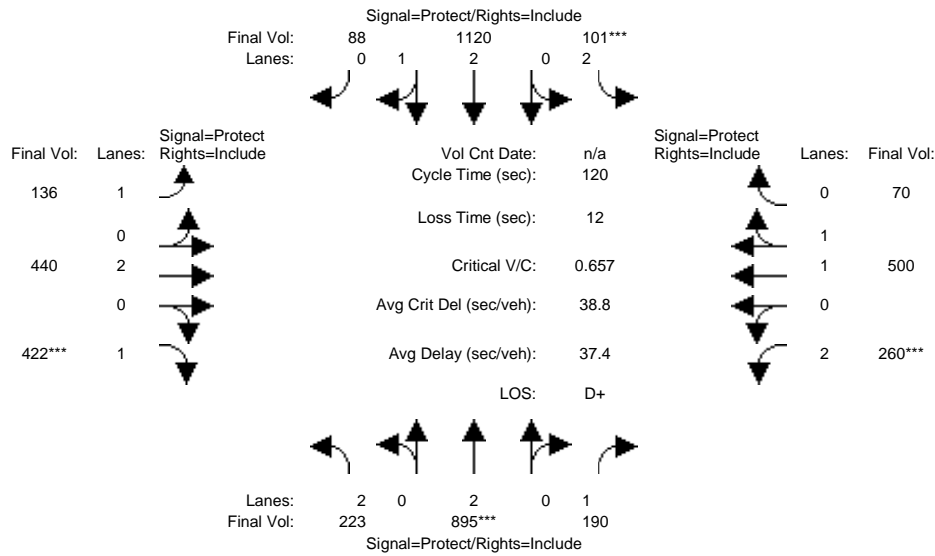 Signal=Protect/Rights=Include
Final Vol: 88 1120 101***
Lanes: 0 1 2 0 2
Signal=Protect
Final Vol: Lanes: Rights=Include
Vol Cnt Date: n/a
Signal=Protect
Rights=Include Lanes: Final Vol:
Cycle Time (sec): 120
136 1
0 70
Loss Time (sec): 12
0
1
440 2
Critical V/C: 0.657
1 500
0
Avg Crit Del (sec/veh): 38.8
0
422*** 1
Avg Delay (sec/veh): 37.4
2 260***
LOS: D+
Lanes: 2 0 2 0 1
Final Vol: 223 895*** 190
Signal=Protect/Rights=Include